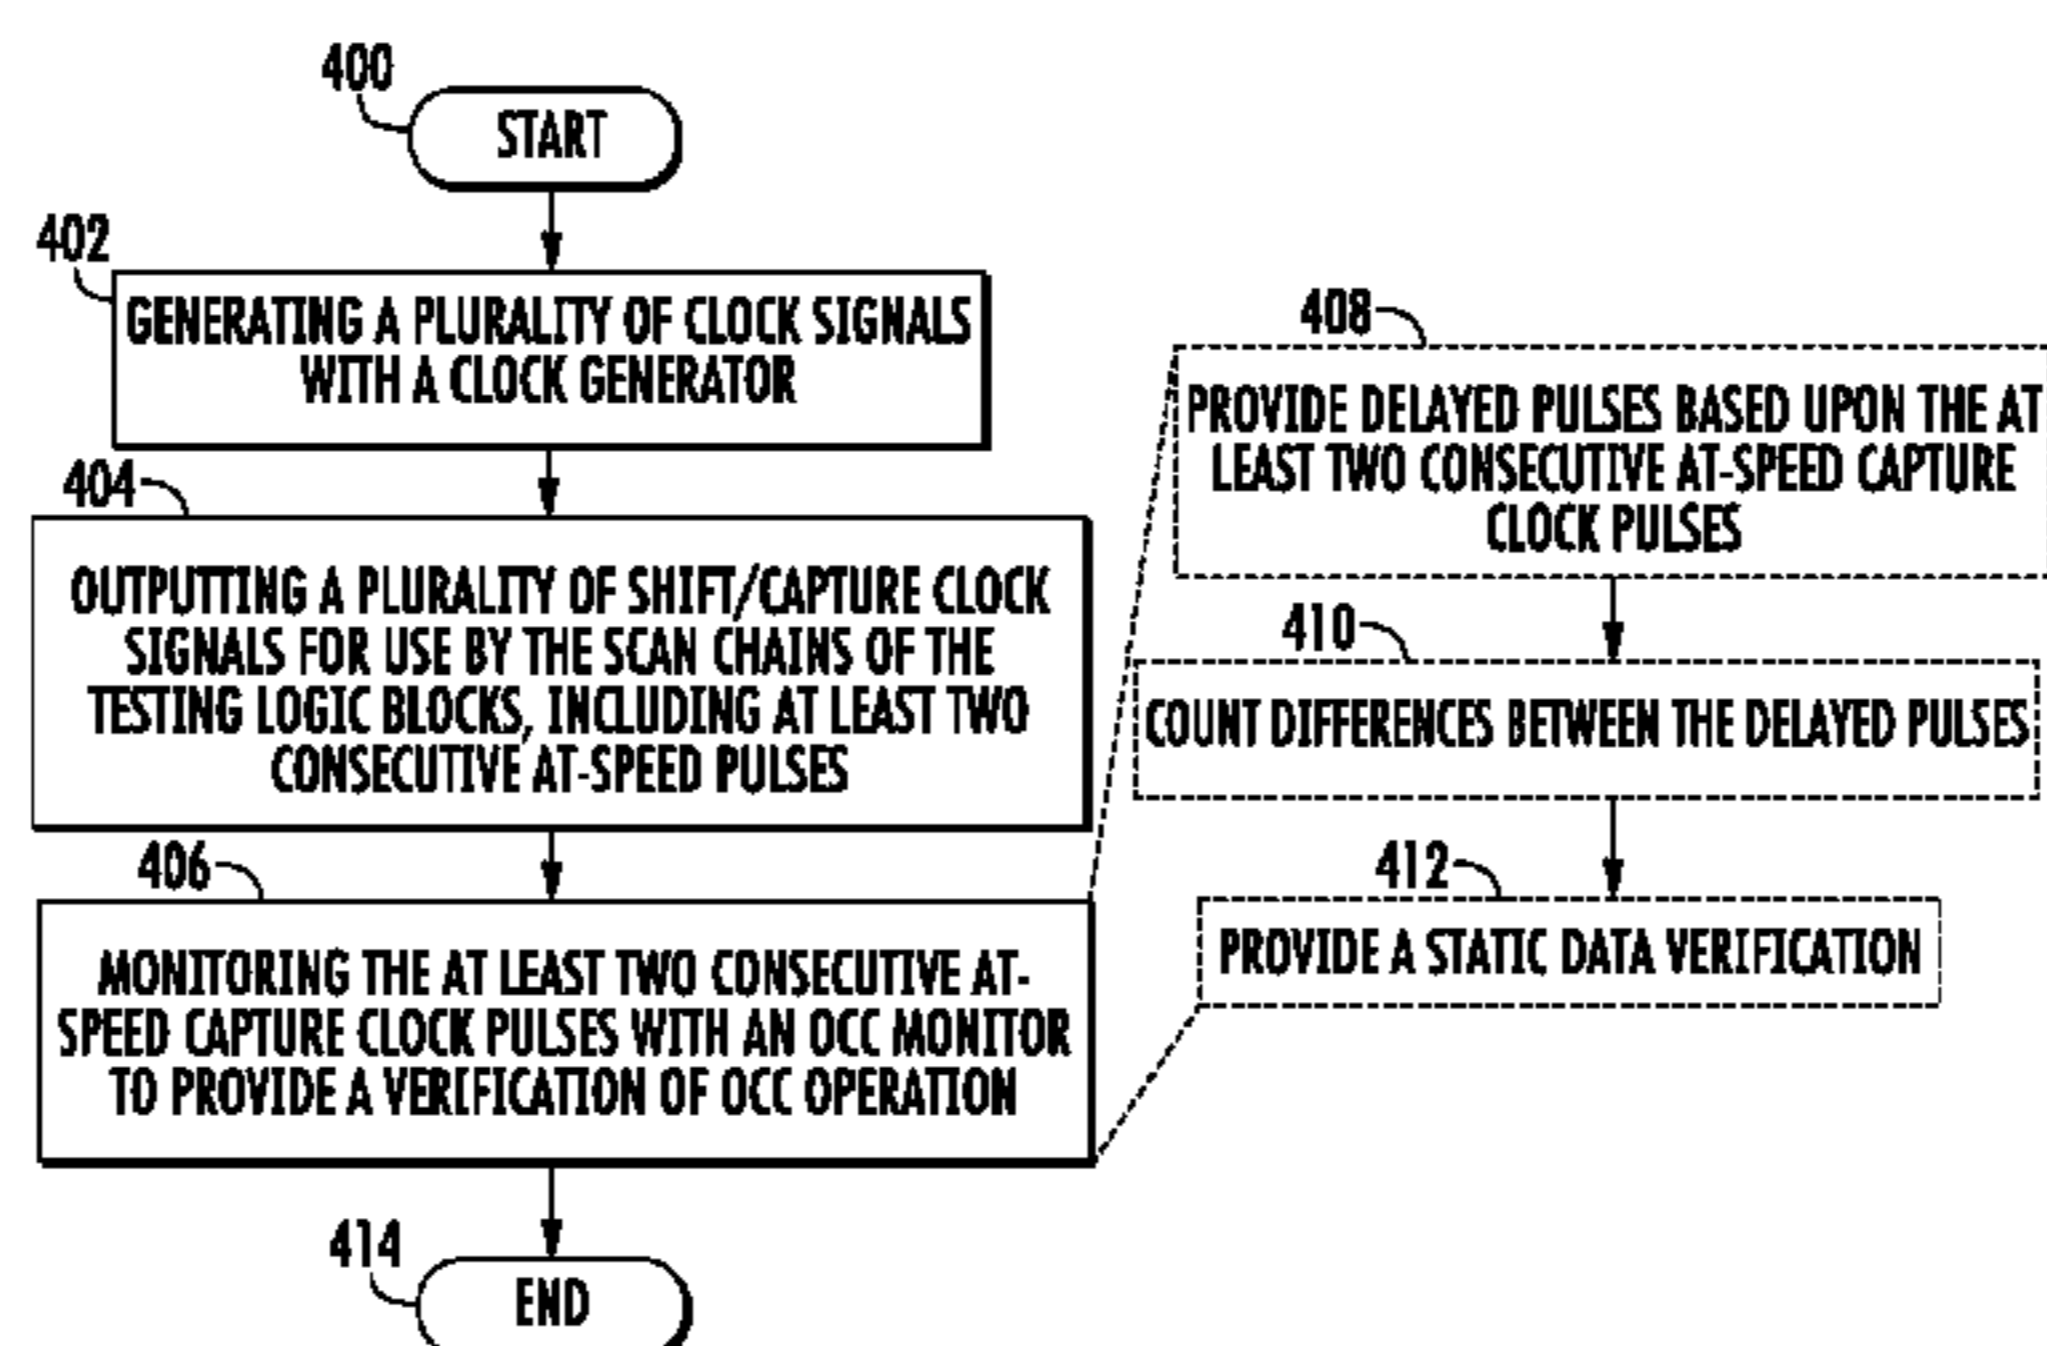 400
START
402
GENERATING A PLURALITY OF CLOCK SIGNALS
WITH A CLOCK GENERATOR
404
OUTPUTTING A PLURALITY OF SHIFT/CAPTURE CLOCK
SIGNALS FOR USE BY THE SCAN CHAINS OF THE
TESTING LOGIC BLOCKS, INCLUDING AT LEAST TWO
CONSECUTIVE AT-SPEED PULSES
406
MONITORING THE AT LEAST TWO CONSECUTIVE AT-
SPEED CAPTURE CLOCK PULSES WITH AN OCC MONITOR
TO PROVIDE A VERIFICATION OF OCC OPERATION
408
PROVIDE DELAYED PULSES BASED UPON THE AT
LEAST TWO CONSECUTIVE AT-SPEED CAPTURE
CLOCK PULSES
410
COUNT DIFFERENCES BETWEEN THE DELAYED PULSES
412
PROVIDE A STATIC DATA VERIFICATION
414
END